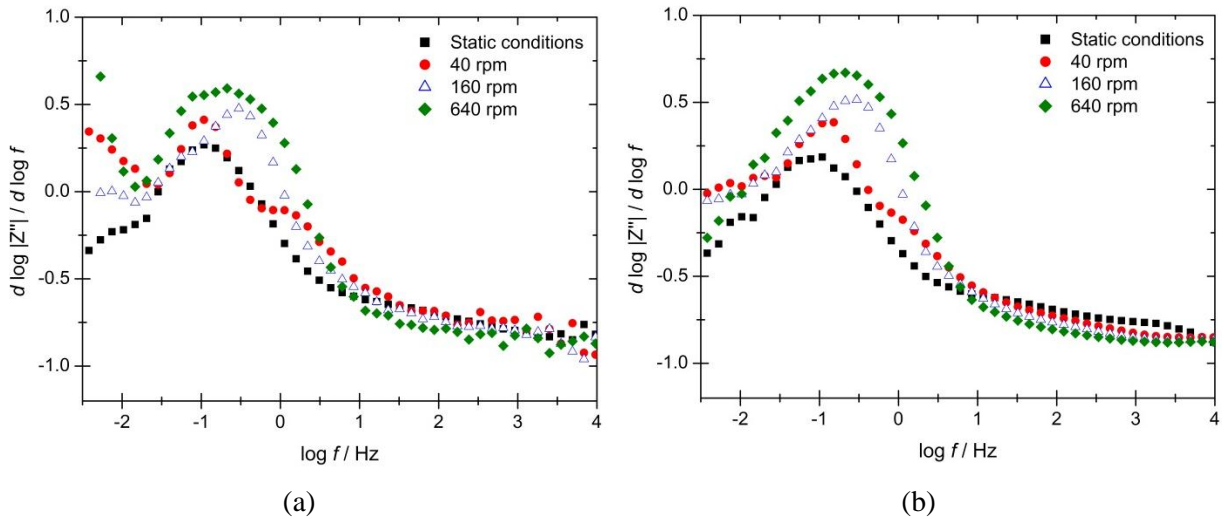 1.0
0.5
0.0
-0.5
-1.0
d log |Z"| / d log f
-2 -1 0 1 2 3 4
log f / Hz
Static conditions
40 rpm
160 rpm
640 rpm
(a)
1.0
0.5
0.0
-0.5
-1.0
d log |Z"| / d log f
-2 -1 0 1 2 3 4
log f / Hz
Static conditions
40 rpm
160 rpm
640 rpm
(b)